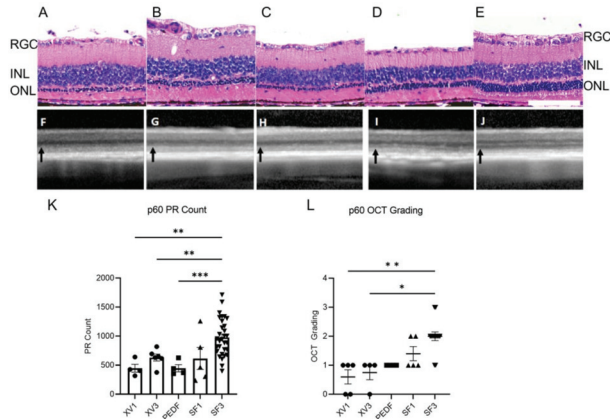 A B C D E
RGC RGC
INL INL
ONL ONL
F G H I J
K L
p60 PR Count p60 OCT Grading
** **
** *
***
PR Count
2000
1500
1000
500
0
XV1 XV3 PEDF SF1 SF3
OCT Grading
4
3
2
1
0
XV1 XV3 PEDF SF1 SF3